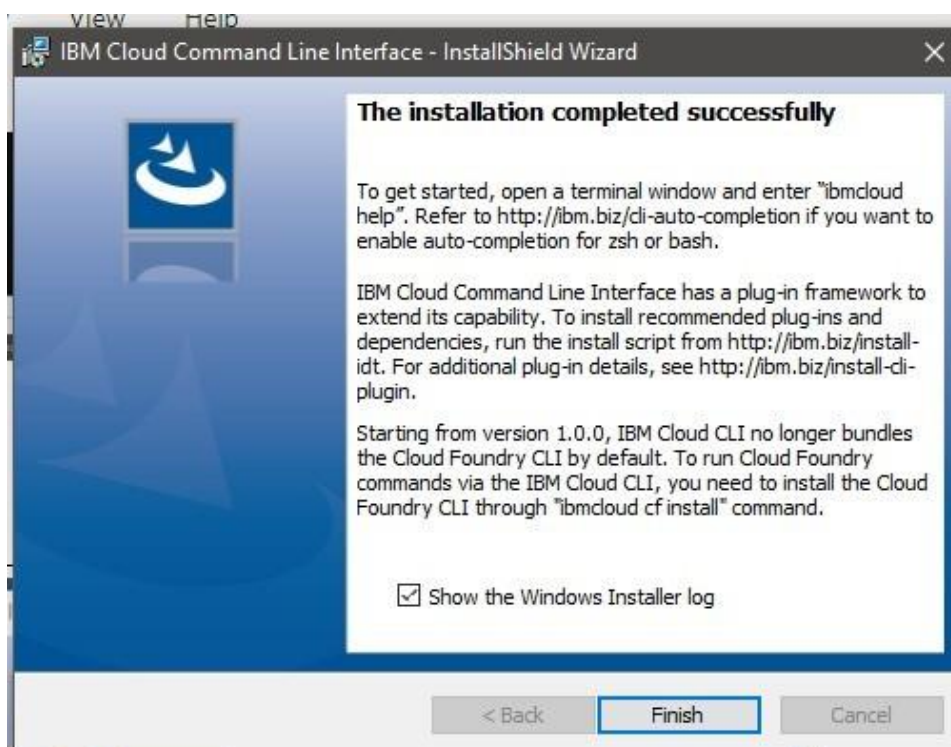 View Help
IBM Cloud Command Line Interface - InstallShield Wizard
The installation completed successfully
To get started, open a terminal window and enter "ibmcloud
help". Refer to http://ibm.biz/cli-auto-completion if you want to
enable auto-completion for zsh or bash.
IBM Cloud Command Line Interface has a plug-in framework to
extend its capability. To install recommended plug-ins and
dependencies, run the install script from http://ibm.biz/install-
idt. For additional plug-in details, see http://ibm.biz/install-cli-
plugin.
Starting from version 1.0.0, IBM Cloud CLI no longer bundles
the Cloud Foundry CLI by default. To run Cloud Foundry
commands via the IBM Cloud CLI, you need to install the Cloud
Foundry CLI through "ibmcloud cf install" command.
Show the Windows Installer log
< Back Finish Cancel